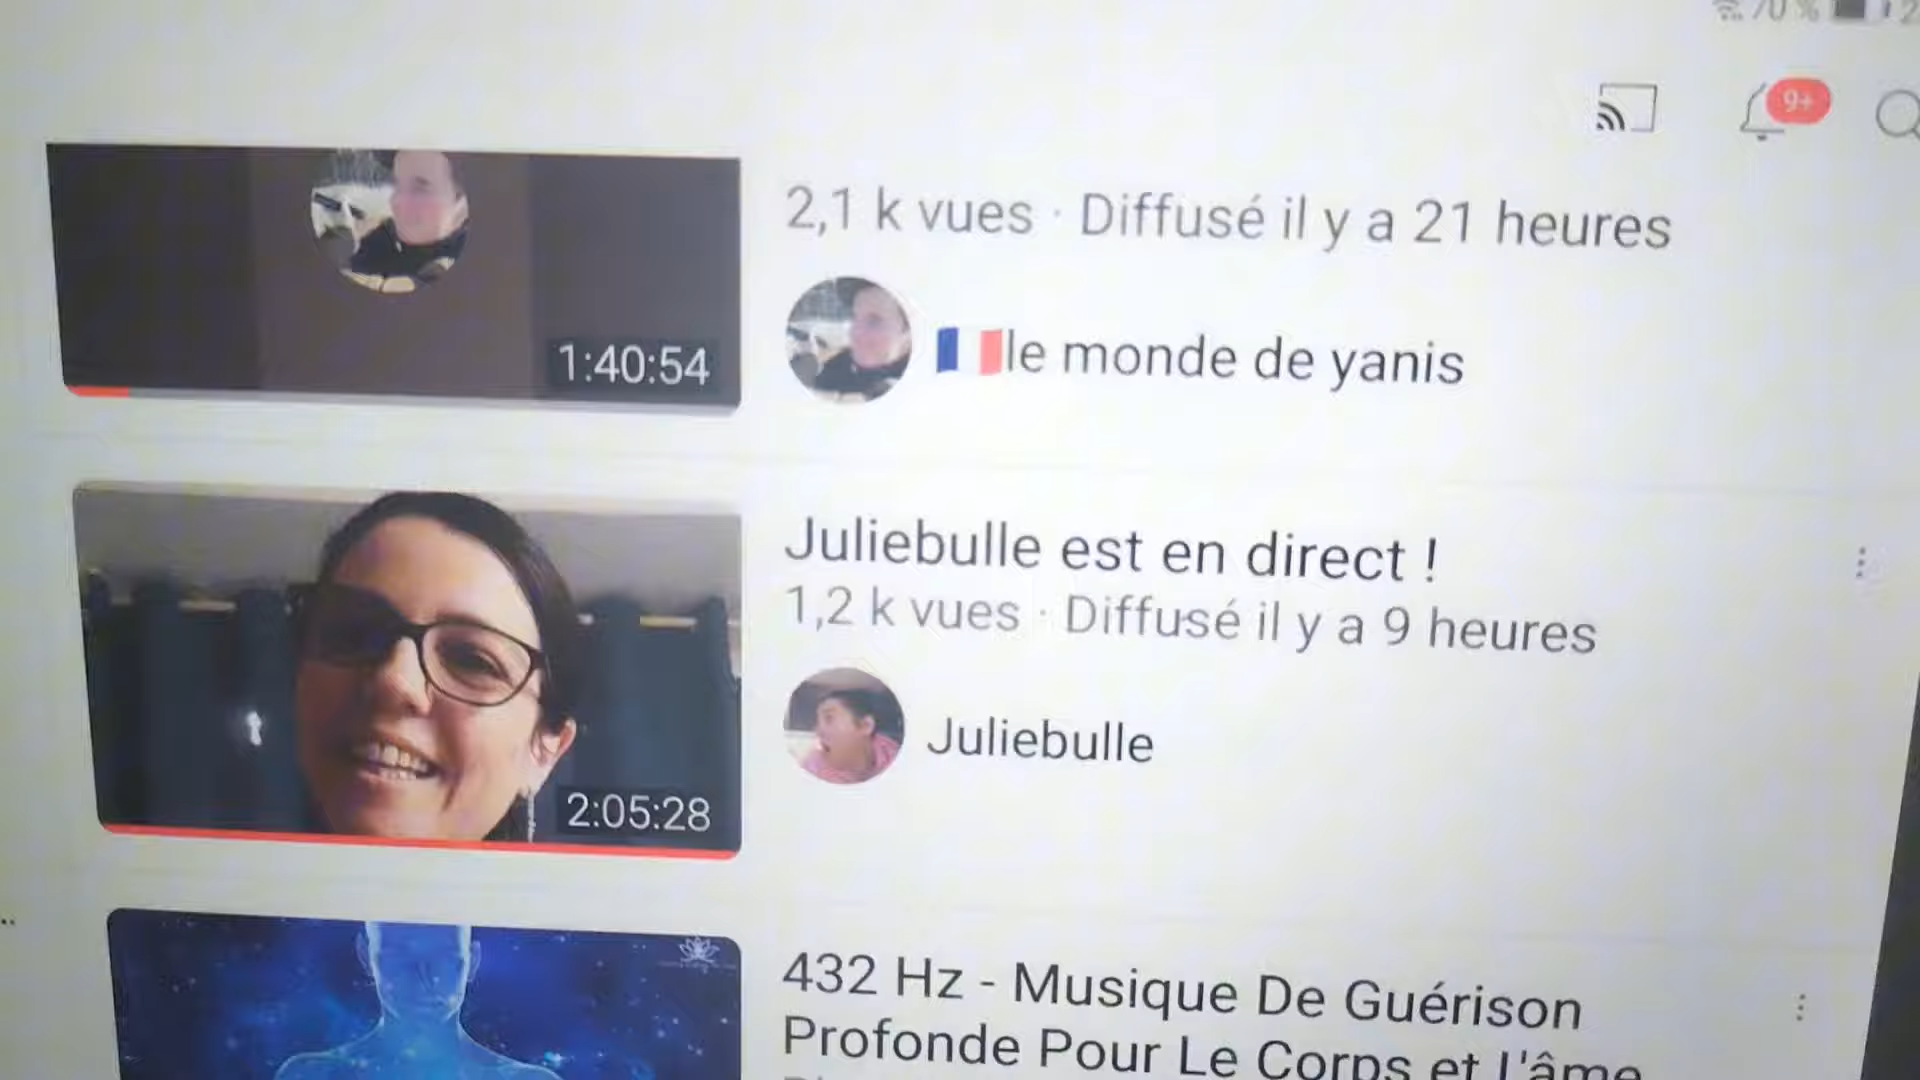 70 %
9+
2,1 k vues · Diffusé il y a 21 heures
1:40:54
le monde de yanis
Juliebulle est en direct !
1,2 k vues · Diffusé il y a 9 heures
Juliebulle
2:05:28
432 Hz - Musique De Guérison
Profonde Pour Le Corps et L'âme